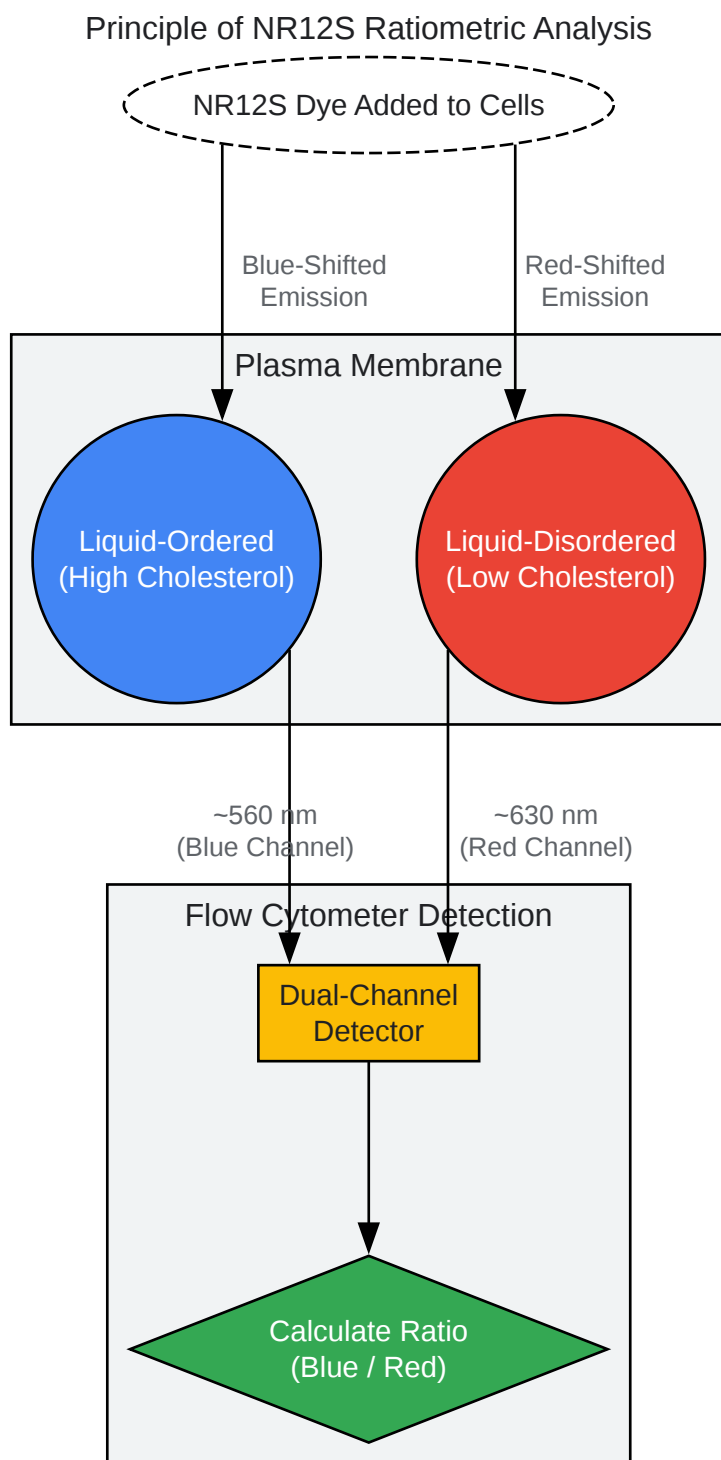 Principle of NR12S Ratiometric Analysis
NR12S Dye Added to Cells
Blue-Shifted
Emission
Red-Shifted
Emission
Plasma Membrane
Liquid-Ordered
(High Cholesterol)
Liquid-Disordered
(Low Cholesterol)
~560 nm
(Blue Channel)
~630 nm
(Red Channel)
Flow Cytometer Detection
Dual-Channel
Detector
Calculate Ratio
(Blue / Red)